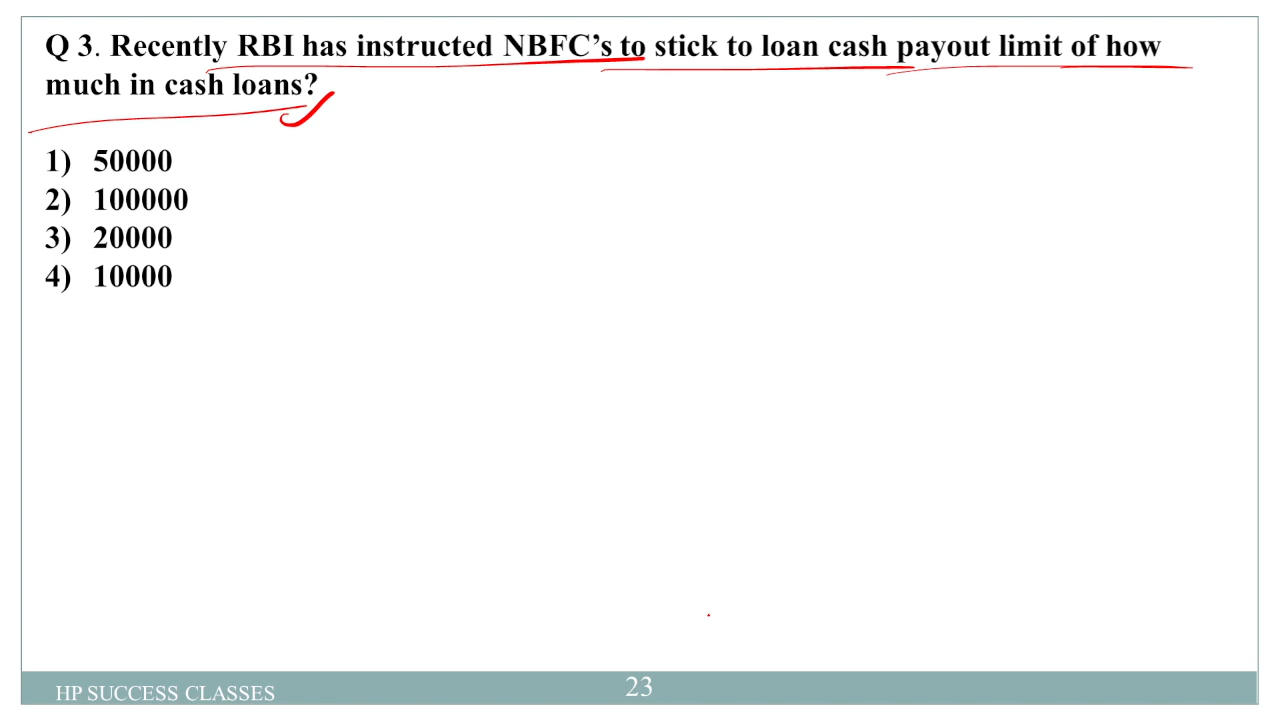 Q 3. Recently RBI has instructed NBFC’s to stick to loan cash payout limit of how
much in cash loans?
1) 50000
2) 100000
3) 20000
4) 10000
HP SUCCESS CLASSES
23